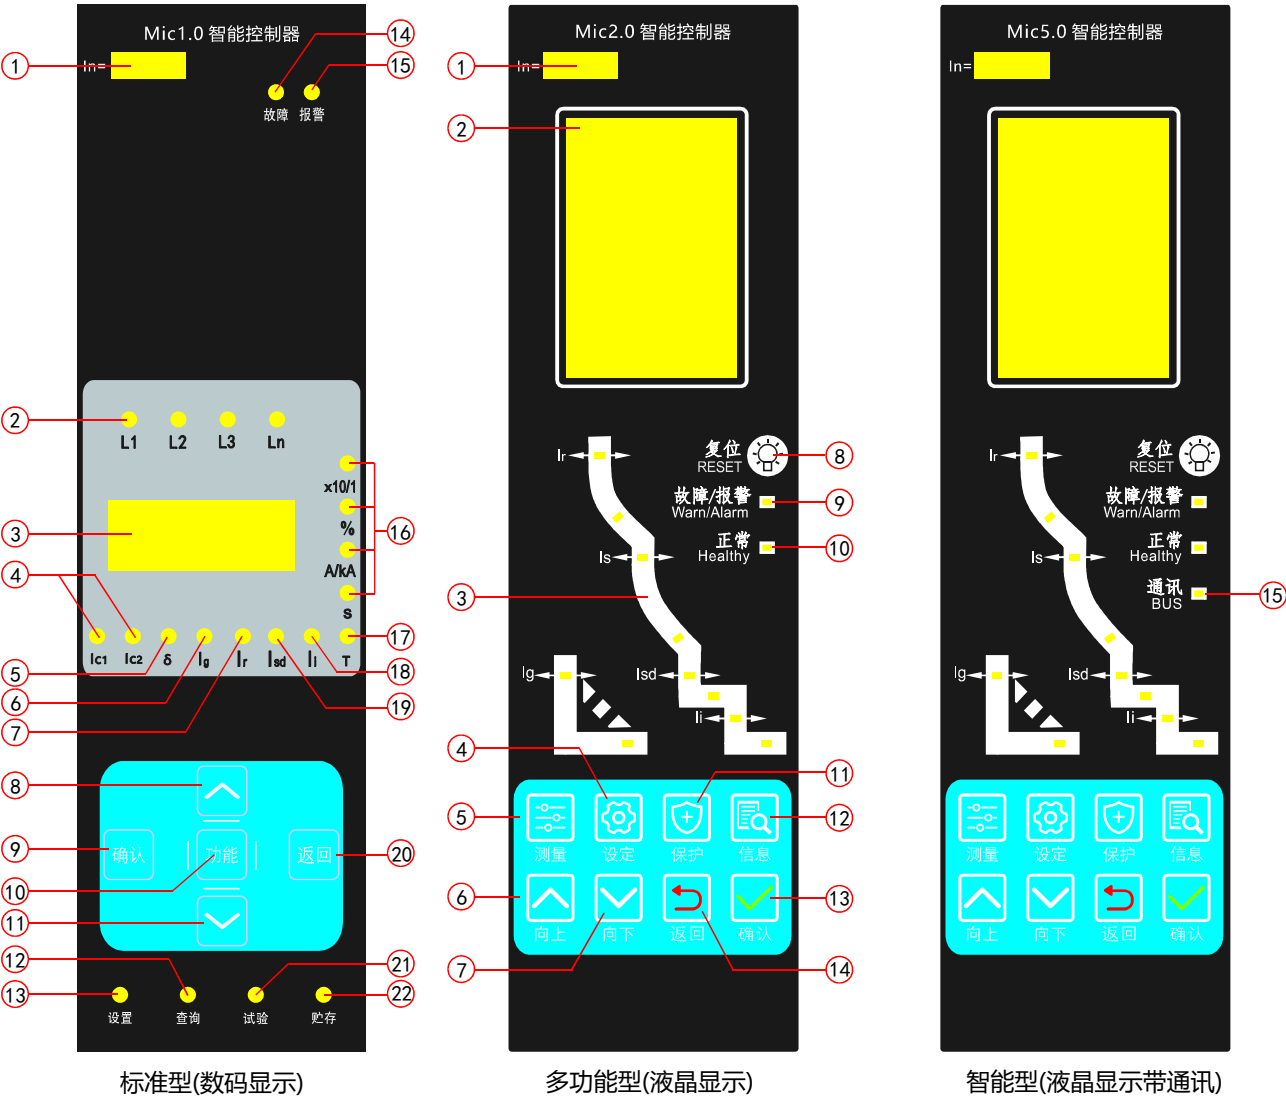 Mic1.0 智能控制器
In=
故障 报警
L1 L2 L3 Ln
x10/1
%
A/kA
s
Ic1 Ic2 δ Ig Ir Isd Ii T
确认 功能 返回
设置 查询 试验 贮存
1
2
3
4
5
6
7
8
9
10
11
12
13
14
15
16
17
18
19
20
21
22
标准型(数码显示)
Mic2.0 智能控制器
In=
复位
RESET
故障/报警
Warn/Alarm
正常
Healthy
Ir
Is
Ig
Isd
Ii
测量 设定 保护 信息
向上 向下 返回 确认
1
2
3
4
5
6
7
8
9
10
11
12
13
14
多功能型(液晶显示)
Mic5.0 智能控制器
In=
复位
RESET
故障/报警
Warn/Alarm
正常
Healthy
通讯
BUS
Ir
Is
Ig
Isd
Ii
测量 设定 保护 信息
向上 向下 返回 确认
15
智能型(液晶显示带通讯)